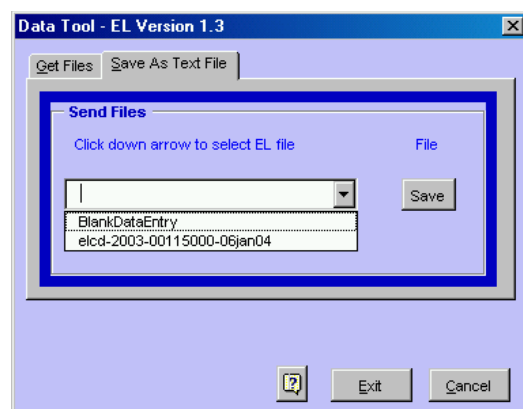 Data Tool - EL Version 1.3
Get Files
Save As Text File
Send Files
Click down arrow to select EL file
File
Save
BlankDataEntry
elcd-2003-00115000-06jan04
?
Exit
Cancel